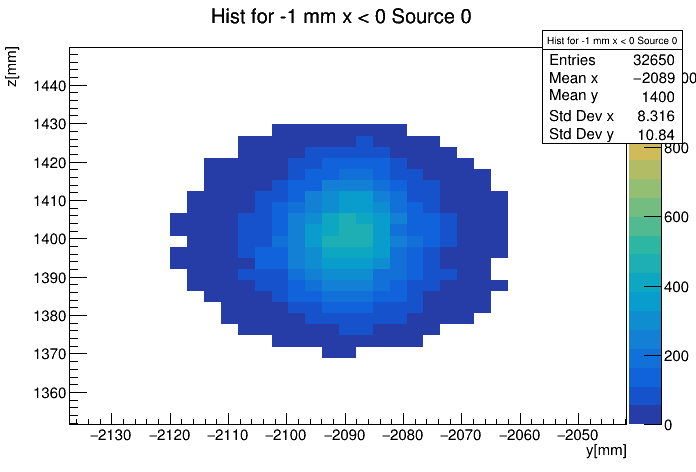 Hist for -1 mm x < 0 Source 0
z[mm]
Hist for -1 mm x < 0 Source 0
Entries 32650
Mean x −2089
Mean y 1400
Std Dev x 8.316
Std Dev y 10.84
1440
1430
1420
1410
1400
1390
1380
1370
1360
00
800
600
400
200
0
−2130 −2120 −2110 −2100 −2090 −2080 −2070 −2060 −2050
y[mm]